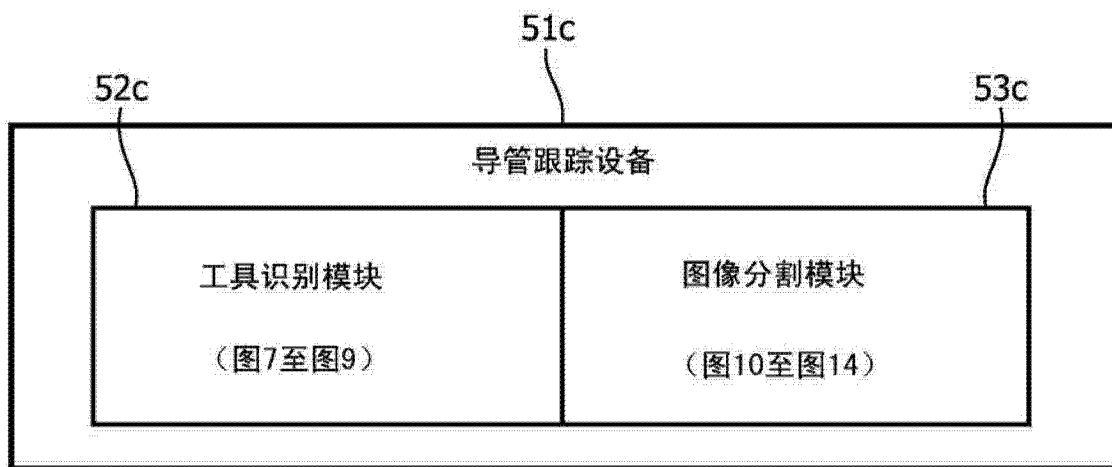 51c
52c
53c
导管跟踪设备
工具识别模块
图像分割模块
（图7至图9）
（图10至图14）